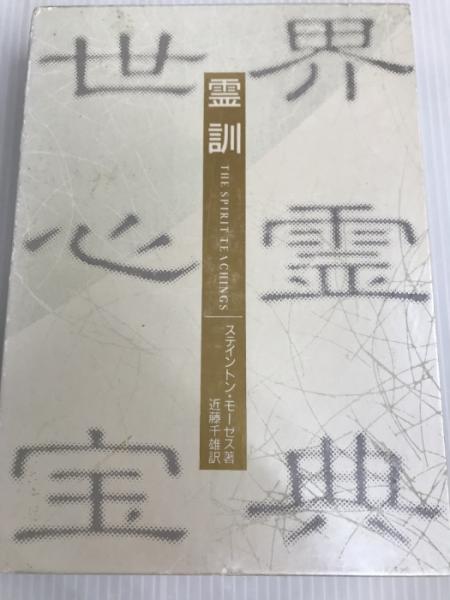 世界
心霊
宝典
霊訓
THE SPIRIT TEACHINGS
ステイントン・モーゼス著
近藤千雄訳